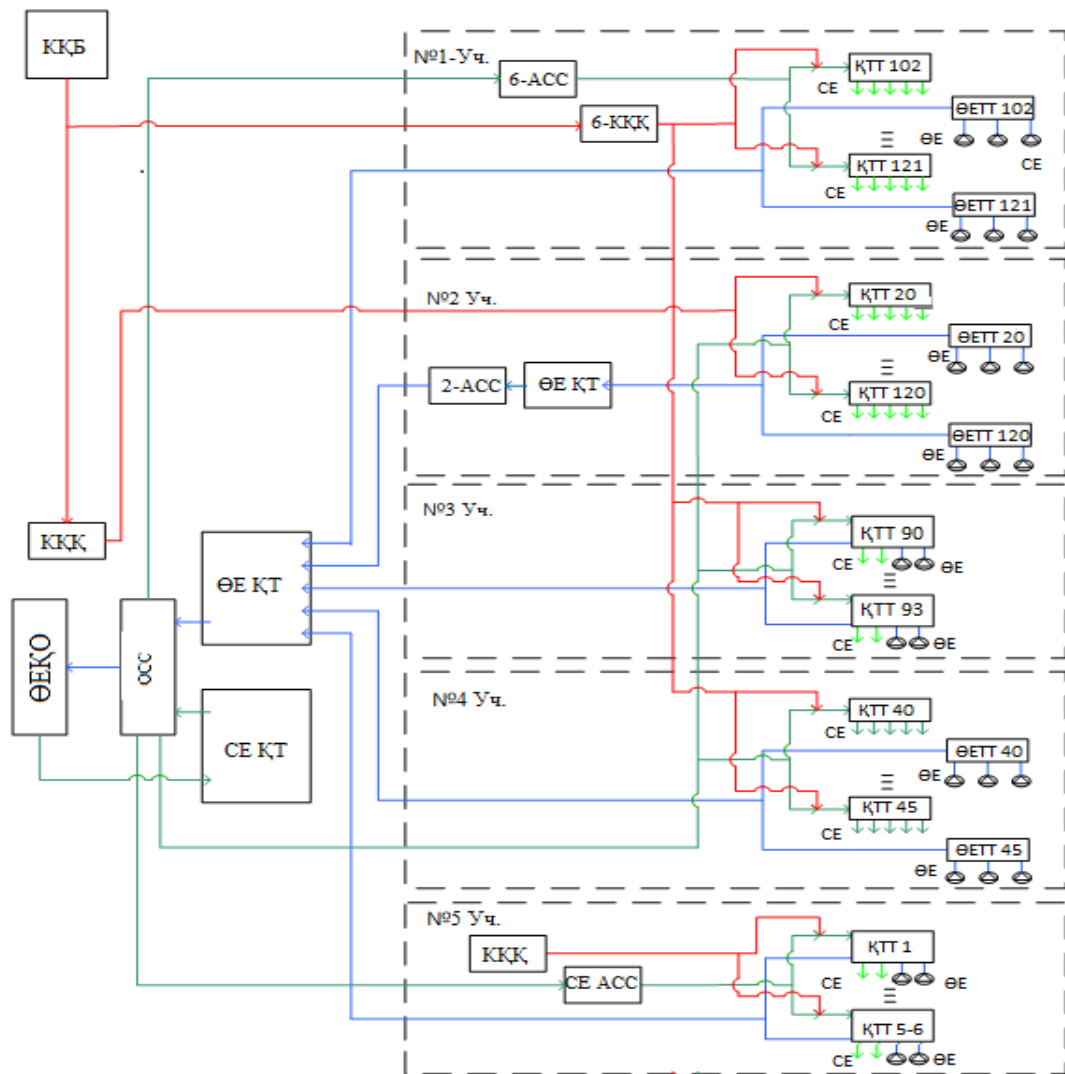 КҚБ
№1-Уч.
6-АСС
ҚТТ 102
СЕ
ӨЕТТ 102
6-КҚҚ
ӨЕ
СЕ
ҚТТ 121
СЕ
ӨЕТТ 121
ӨЕ
№2 Уч.
ҚТТ 20
СЕ
ӨЕТТ 20
ӨЕ
2-АСС
ӨЕ ҚТ
ҚТТ 120
СЕ
ӨЕТТ 120
ӨЕ
№3 Уч.
КҚҚ
ҚТТ 90
СЕ
ӨЕ
ӨЕ ҚТ
ҚТТ 93
СЕ
ӨЕ
ӨЕҚО
ОСС
СЕ ҚТ
№4 Уч.
ҚТТ 40
СЕ
ӨЕТТ 40
ӨЕ
ҚТТ 45
СЕ
ӨЕТТ 45
ӨЕ
№5 Уч.
КҚҚ
ҚТТ 1
СЕ АСС
СЕ
ӨЕ
ҚТТ 5-6
СЕ
ӨЕ